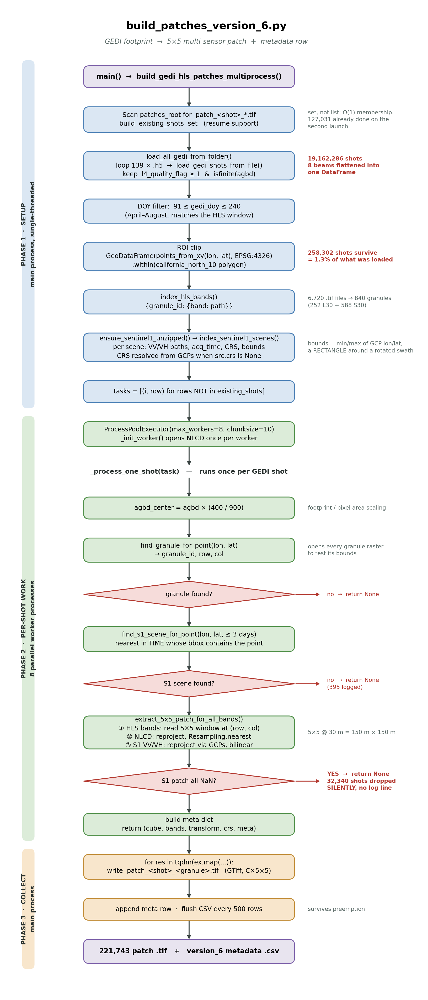 build_patches_version_6.py
GEDI footprint → 5×5 multi-sensor patch + metadata row
PHASE 1 · SETUP
main process, single-threaded
main() → build_gedi_hls_patches_multiprocess()
Scan patches_root for patch_<shot>_*.tif
build existing_shots set (resume support)
set, not list: O(1) membership.
127,031 already done on the
second launch
load_all_gedi_from_folder()
loop 139 × .h5 → load_gedi_shots_from_file()
keep l4_quality_flag ≥ 1 & isfinite(agbd)
19,162,286 shots
8 beams flattened into
one DataFrame
DOY filter: 91 ≤ gedi_doy ≤ 240
(April–August, matches the HLS window)
ROI clip
GeoDataFrame(points_from_xy(lon, lat), EPSG:4326)
.within(california_north_10 polygon)
258,302 shots survive
= 1.3% of what was loaded
index_hls_bands()
{granule_id: {band: path}}
6,720 .tif files → 840 granules
(252 L30 + 588 S30)
ensure_sentinel1_unzipped() → index_sentinel1_scenes()
per scene: VV/VH paths, acq_time, CRS, bounds
CRS resolved from GCPs when src.crs is None
bounds = min/max of GCP lon/lat,
a RECTANGLE around a rotated swath
tasks = [(i, row) for rows NOT in existing_shots]
PHASE 2 · PER-SHOT WORK
8 parallel worker processes
ProcessPoolExecutor(max_workers=8, chunksize=10)
_init_worker() opens NLCD once per worker
_process_one_shot(task) — runs once per GEDI shot
agbd_center = agbd × (400 / 900)
footprint / pixel area scaling
find_granule_for_point(lon, lat)
→ granule_id, row, col
opens every granule raster
to test its bounds
granule found?
no → return None
find_s1_scene_for_point(lon, lat, ≤ 3 days)
nearest in TIME whose bbox contains the point
S1 scene found?
no → return None
(395 logged)
extract_5x5_patch_for_all_bands()
① HLS bands: read 5×5 window at (row, col)
② NLCD: reproject, Resampling.nearest
③ S1 VV/VH: reproject via GCPs, bilinear
5×5 @ 30 m = 150 m × 150 m
S1 patch all NaN?
YES → return None
32,340 shots dropped
SILENTLY, no log line
build meta dict
return (cube, bands, transform, crs, meta)
PHASE 3 · COLLECT
main process
for res in tqdm(ex.map(...)):
write patch_<shot>_<granule>.tif (GTiff, C×5×5)
append meta row · flush CSV every 500 rows
survives preemption
221,743 patch .tif + version_6 metadata .csv